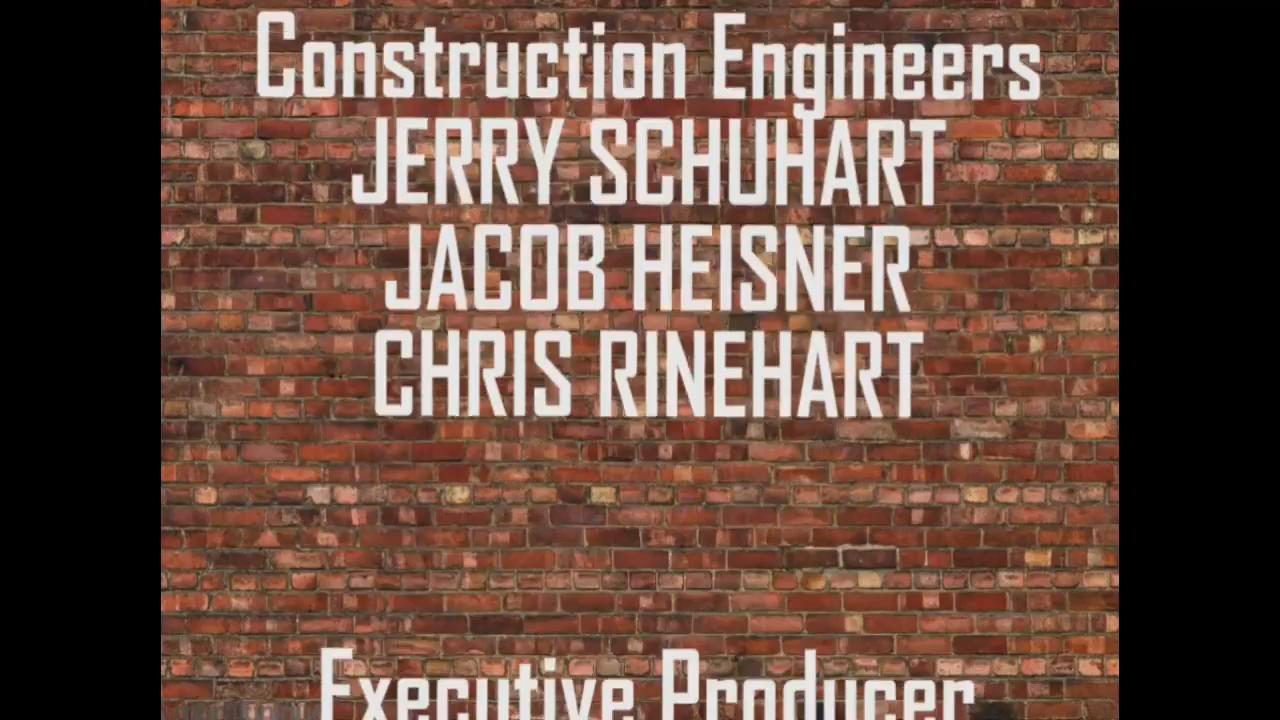 Construction Engineers
JERRY SCHUHART
JACOB HEISNER
CHRIS RINEHART
Executive Producer